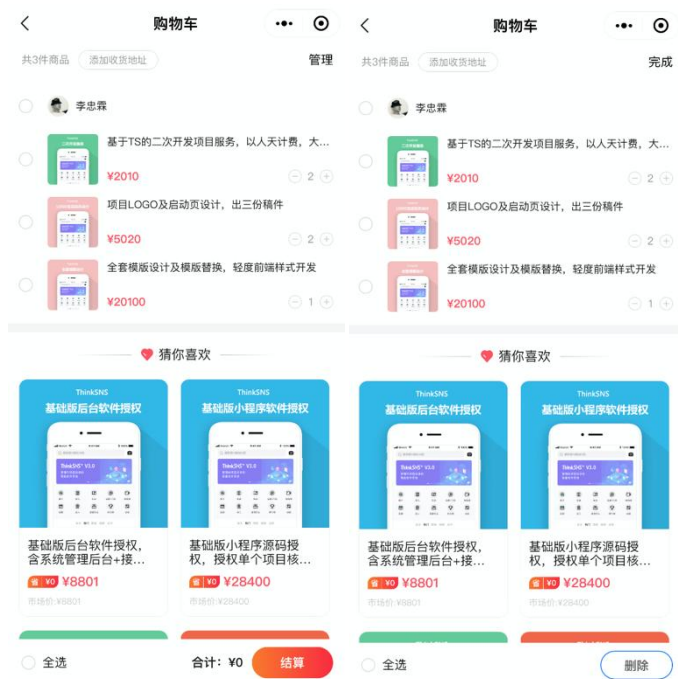 购物车
共3件商品 添加收货地址 管理
李忠霖
基于TS的二次开发项目服务，以人天计费，大...
¥2010 2
项目LOGO及启动页设计，出三份稿件
¥5020 2
全套模版设计及模版替换，轻度前端样式开发
¥20100 1
猜你喜欢
ThinkSNS
基础版后台软件授权
ThinkSNS+ V3.0
基础版后台软件授权，
含系统管理后台+接...
省 ¥0 ¥8801
市场价:¥8801
ThinkSNS
基础版小程序软件授权
ThinkSNS+ V3.0
基础版小程序源码授
权，授权单个项目核...
省 ¥0 ¥28400
市场价:¥28400
全选 合计：¥0 结算
购物车
共3件商品 添加收货地址 完成
李忠霖
基于TS的二次开发项目服务，以人天计费，大...
¥2010 2
项目LOGO及启动页设计，出三份稿件
¥5020 2
全套模版设计及模版替换，轻度前端样式开发
¥20100 1
猜你喜欢
ThinkSNS
基础版后台软件授权
ThinkSNS+ V3.0
基础版后台软件授权，
含系统管理后台+接...
省 ¥0 ¥8801
市场价:¥8801
ThinkSNS
基础版小程序软件授权
ThinkSNS+ V3.0
基础版小程序源码授
权，授权单个项目核...
省 ¥0 ¥28400
市场价:¥28400
全选 删除